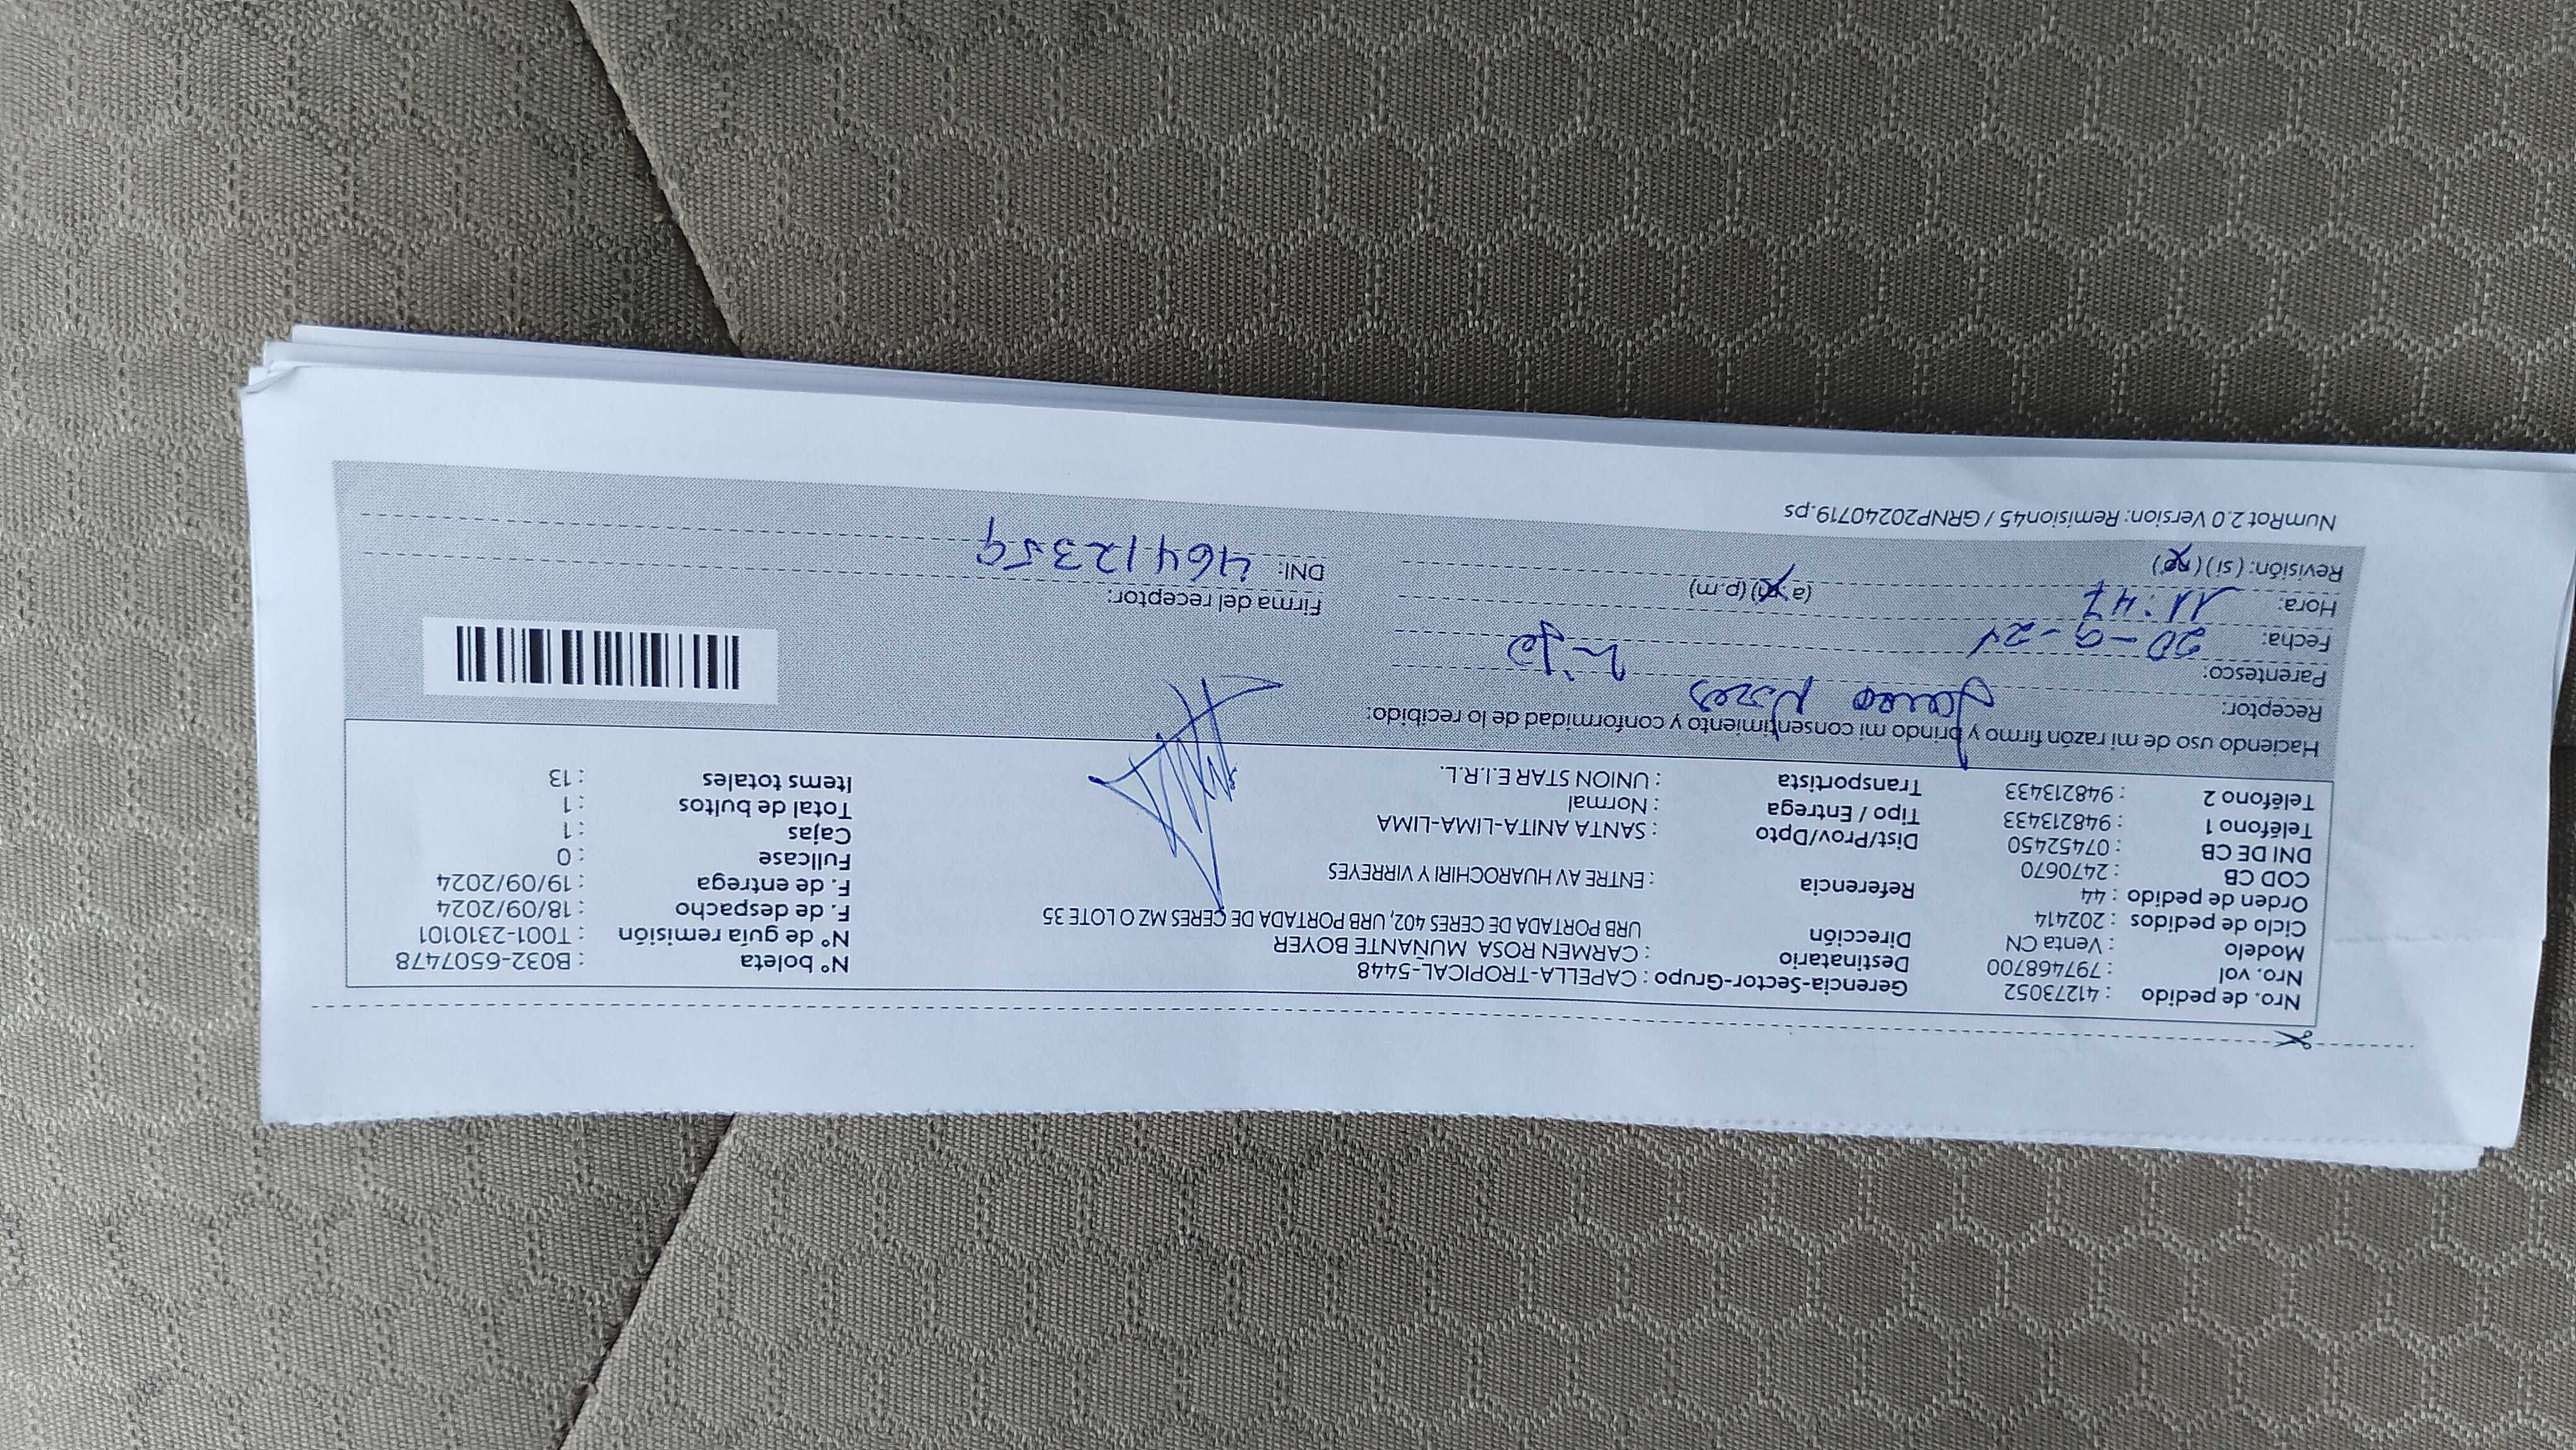 Nro. de pedido : 41273052 Gerencia-Sector-Grupo : CAPELLA-TROPICAL-5448 N° boleta : B032-6507478
Nro. vol : 797468700 Destinatario : CARMEN ROSA MUÑANTE BOYER N° de guía remisión : T001-2310101
Modelo : Venta CN Dirección URB PORTADA DE CERES 402, URB PORTADA DE CERES MZ O LOTE 35 F. de despacho : 18/09/2024
Ciclo de pedidos : 202414 F. de entrega : 19/09/2024
Orden de pedido : 44 Referencia : ENTRE AV HUAROCHIRI Y VIRREYES Fullcase : 0
COD CB : 2470670 Cajas : 1
DNI DE CB : 07452450 Dist/Prov/Dpto : SANTA ANITA-LIMA-LIMA Total de bultos : 1
Teléfono 1 : 948213433 Tipo / Entrega : Normal Items totales : 13
Teléfono 2 : 948213433 Transportista : UNION STAR E.I.R.L.
Haciendo uso de mi razón firmo y brindo mi consentimiento y conformidad de lo recibido:
Receptor:
Parentesco: hijo
Fecha: 20-9-24
Hora: 11:47 (a.m) (p.m) Firma del receptor:
Revisión: (si) (no) DNI: 46412359
NumRot 2.0 Version: Remision45 / GRNP20240719.ps